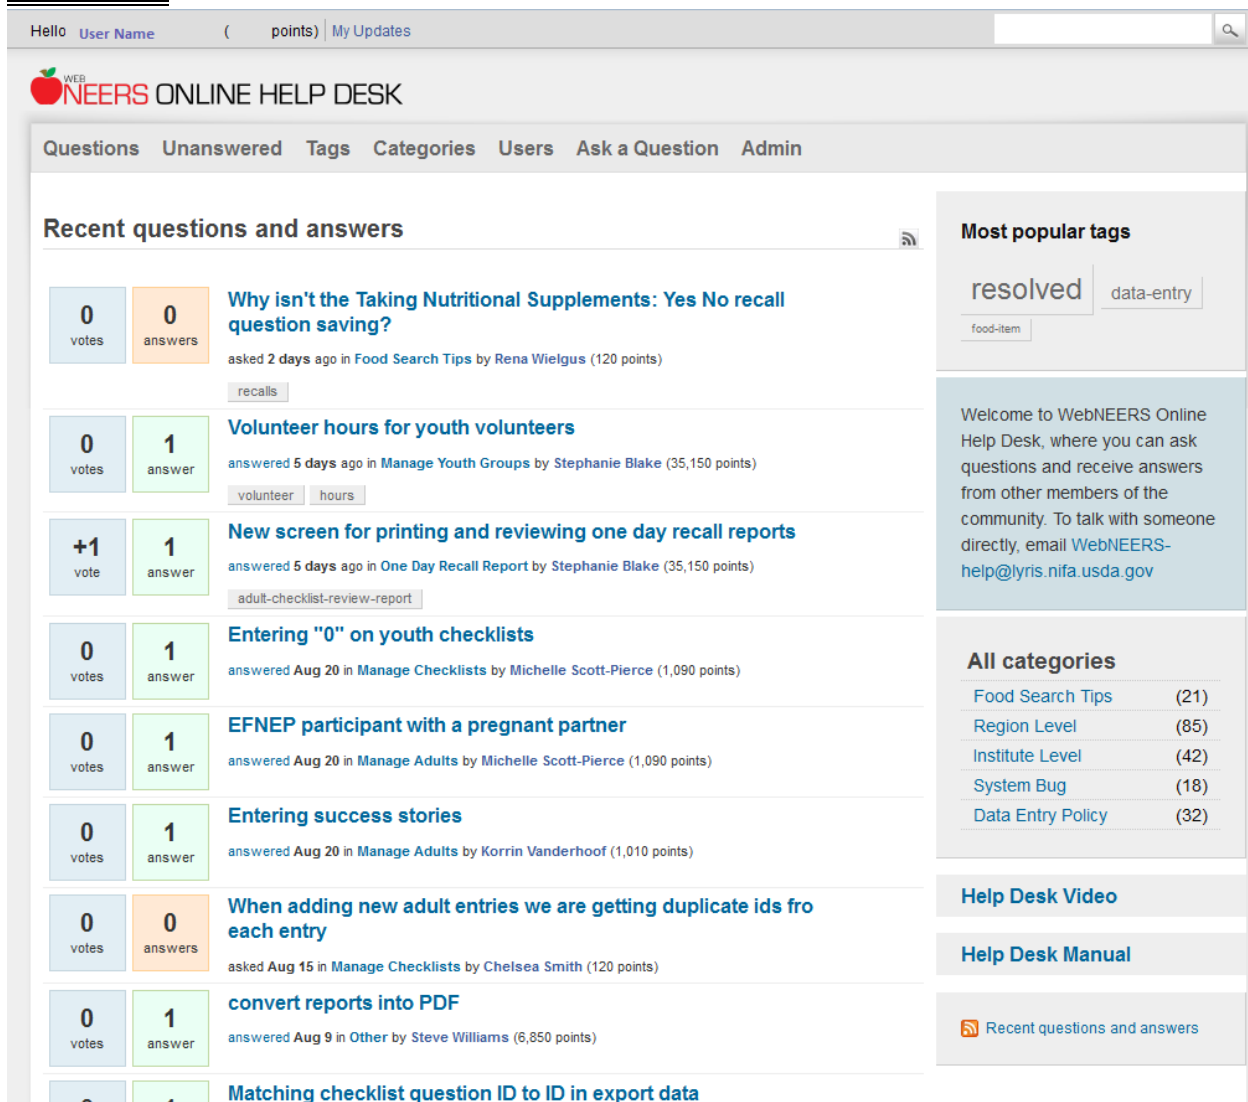 Hello User Name ( points) My Updates
WEB
NEERS ONLINE HELP DESK
Questions Unanswered Tags Categories Users Ask a Question Admin
Recent questions and answers
0 votes
0 answers
Why isn't the Taking Nutritional Supplements: Yes No recall
question saving?
asked 2 days ago in Food Search Tips by Rena Wielgus (120 points)
recalls
0 votes
1 answer
Volunteer hours for youth volunteers
answered 5 days ago in Manage Youth Groups by Stephanie Blake (35,150 points)
volunteer hours
+1 vote
1 answer
New screen for printing and reviewing one day recall reports
answered 5 days ago in One Day Recall Report by Stephanie Blake (35,150 points)
adult-checklist-review-report
0 votes
1 answer
Entering "0" on youth checklists
answered Aug 20 in Manage Checklists by Michelle Scott-Pierce (1,090 points)
0 votes
1 answer
EFNEP participant with a pregnant partner
answered Aug 20 in Manage Adults by Michelle Scott-Pierce (1,090 points)
0 votes
1 answer
Entering success stories
answered Aug 20 in Manage Adults by Korrin Vanderhoof (1,010 points)
0 votes
0 answers
When adding new adult entries we are getting duplicate ids fro
each entry
asked Aug 15 in Manage Checklists by Chelsea Smith (120 points)
0 votes
1 answer
convert reports into PDF
answered Aug 9 in Other by Steve Williams (6,850 points)
Matching checklist question ID to ID in export data
Most popular tags
resolved data-entry
food-item
Welcome to WebNEERS Online
Help Desk, where you can ask
questions and receive answers
from other members of the
community. To talk with someone
directly, email WebNEERS-
help@lyris.nifa.usda.gov
All categories
Food Search Tips (21)
Region Level (85)
Institute Level (42)
System Bug (18)
Data Entry Policy (32)
Help Desk Video
Help Desk Manual
Recent questions and answers